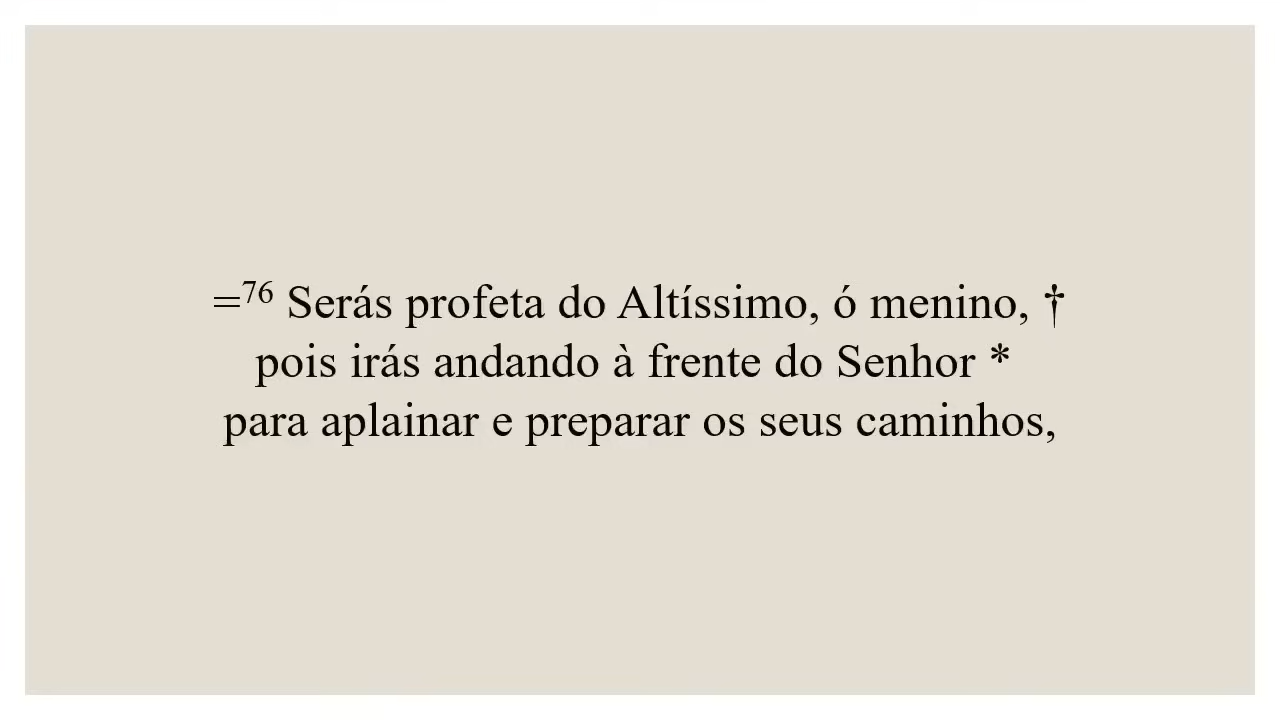 =⁷⁶ Serás profeta do Altíssimo, ó menino, †
pois irás andando à frente do Senhor *
para aplainar e preparar os seus caminhos,